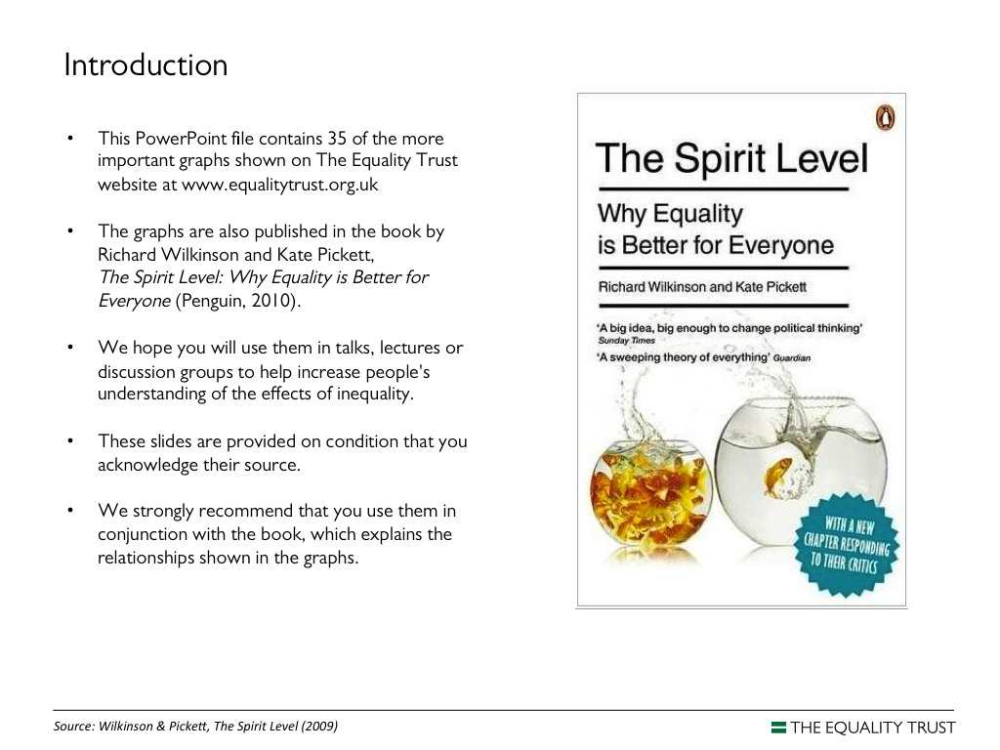 Introduction
• This PowerPoint file contains 35 of the more
important graphs shown on The Equality Trust
website at www.equalitytrust.org.uk
• The graphs are also published in the book by
Richard Wilkinson and Kate Pickett,
The Spirit Level: Why Equality is Better for
Everyone (Penguin, 2010).
• We hope you will use them in talks, lectures or
discussion groups to help increase people's
understanding of the effects of inequality.
• These slides are provided on condition that you
acknowledge their source.
• We strongly recommend that you use them in
conjunction with the book, which explains the
relationships shown in the graphs.
The Spirit Level
Why Equality
is Better for Everyone
Richard Wilkinson and Kate Pickett
'A big idea, big enough to change political thinking'
Sunday Times
'A sweeping theory of everything' Guardian
WITH A NEW
CHAPTER RESPONDING
TO THEIR CRITICS
Source: Wilkinson & Pickett, The Spirit Level (2009)
THE EQUALITY TRUST